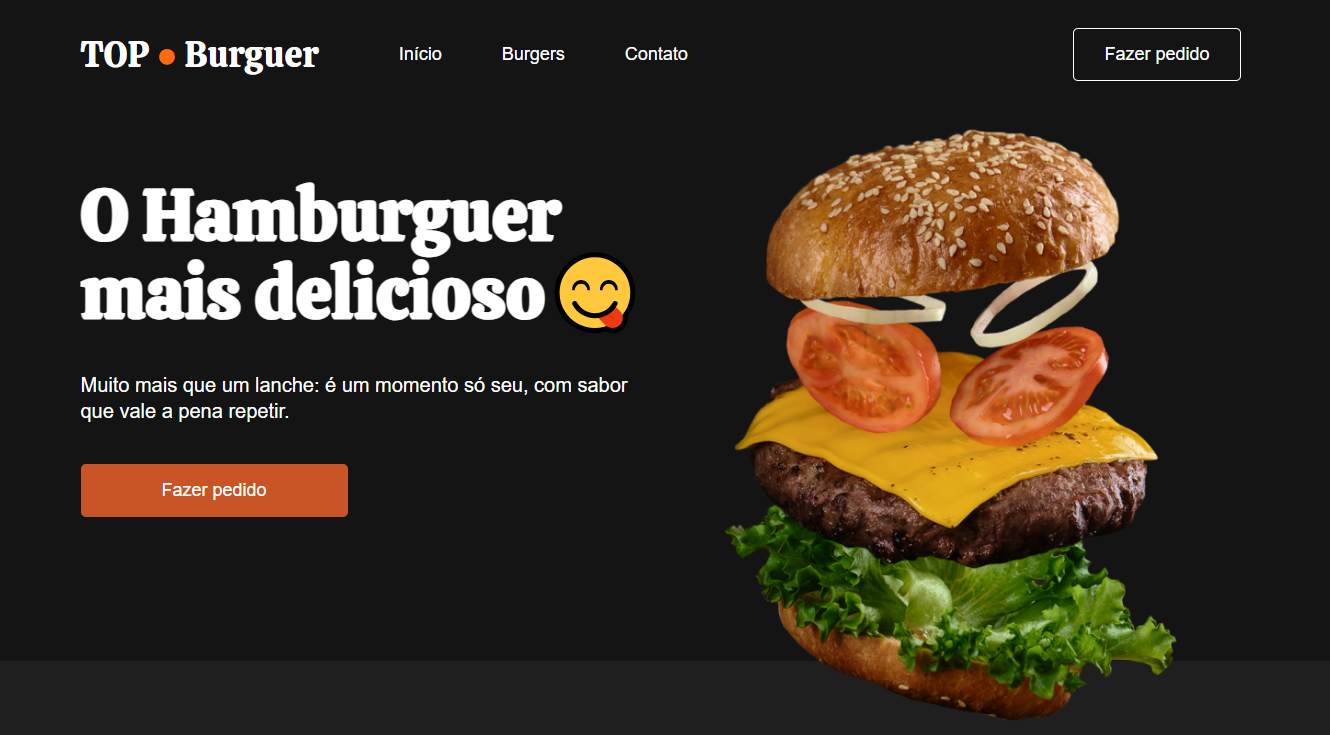 TOP • Burguer
Início
Burgers
Contato
Fazer pedido
O Hamburguer
mais delicioso 😋
Muito mais que um lanche: é um momento só seu, com sabor
que vale a pena repetir.
Fazer pedido